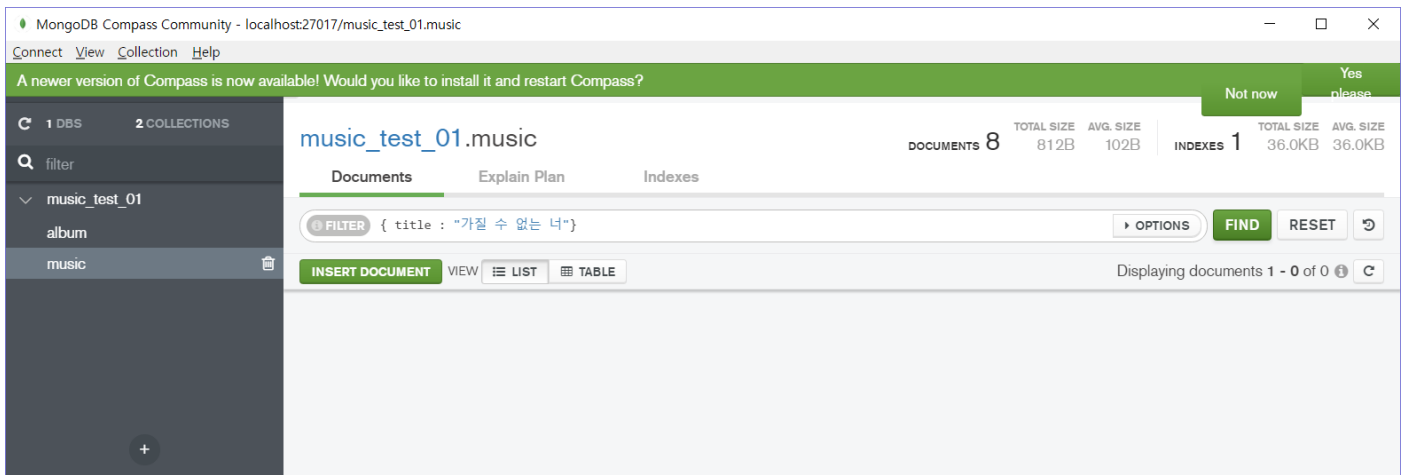 MongoDB Compass Community - localhost:27017/music_test_01.music
Connect View Collection Help
A newer version of Compass is now available! Would you like to install it and restart Compass?
Not now
Yes please
1 DBS 2 COLLECTIONS
filter
music_test_01
album
music
music_test_01.music
DOCUMENTS 8 TOTAL SIZE 812B AVG. SIZE 102B INDEXES 1 TOTAL SIZE 36.0KB AVG. SIZE 36.0KB
Documents Explain Plan Indexes
FILTER { title : "가질 수 없는 너"} OPTIONS FIND RESET
INSERT DOCUMENT VIEW LIST TABLE Displaying documents 1 - 0 of 0